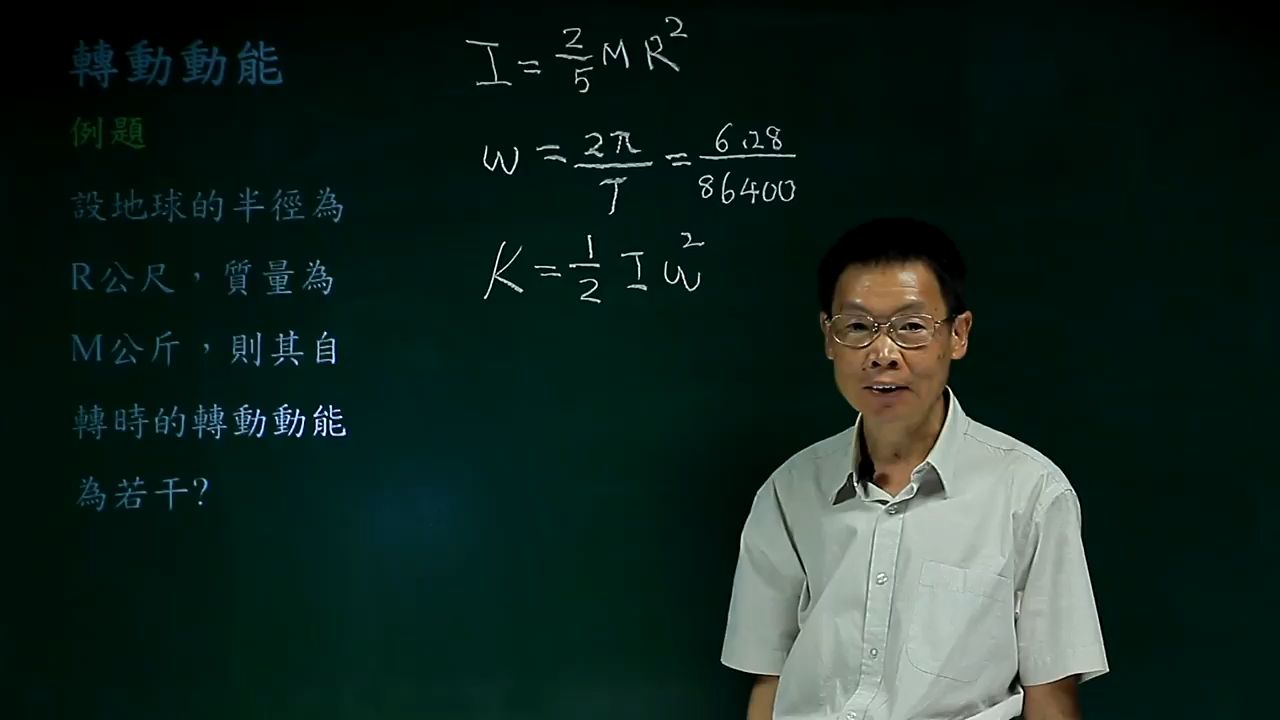 轉動動能
例題
設地球的半徑為
R公尺，質量為
M公斤，則其自
轉時的轉動動能
為若干?
I = 2/5 M R²
w = 2π/T = 6.28/86400
K = 1/2 I w²